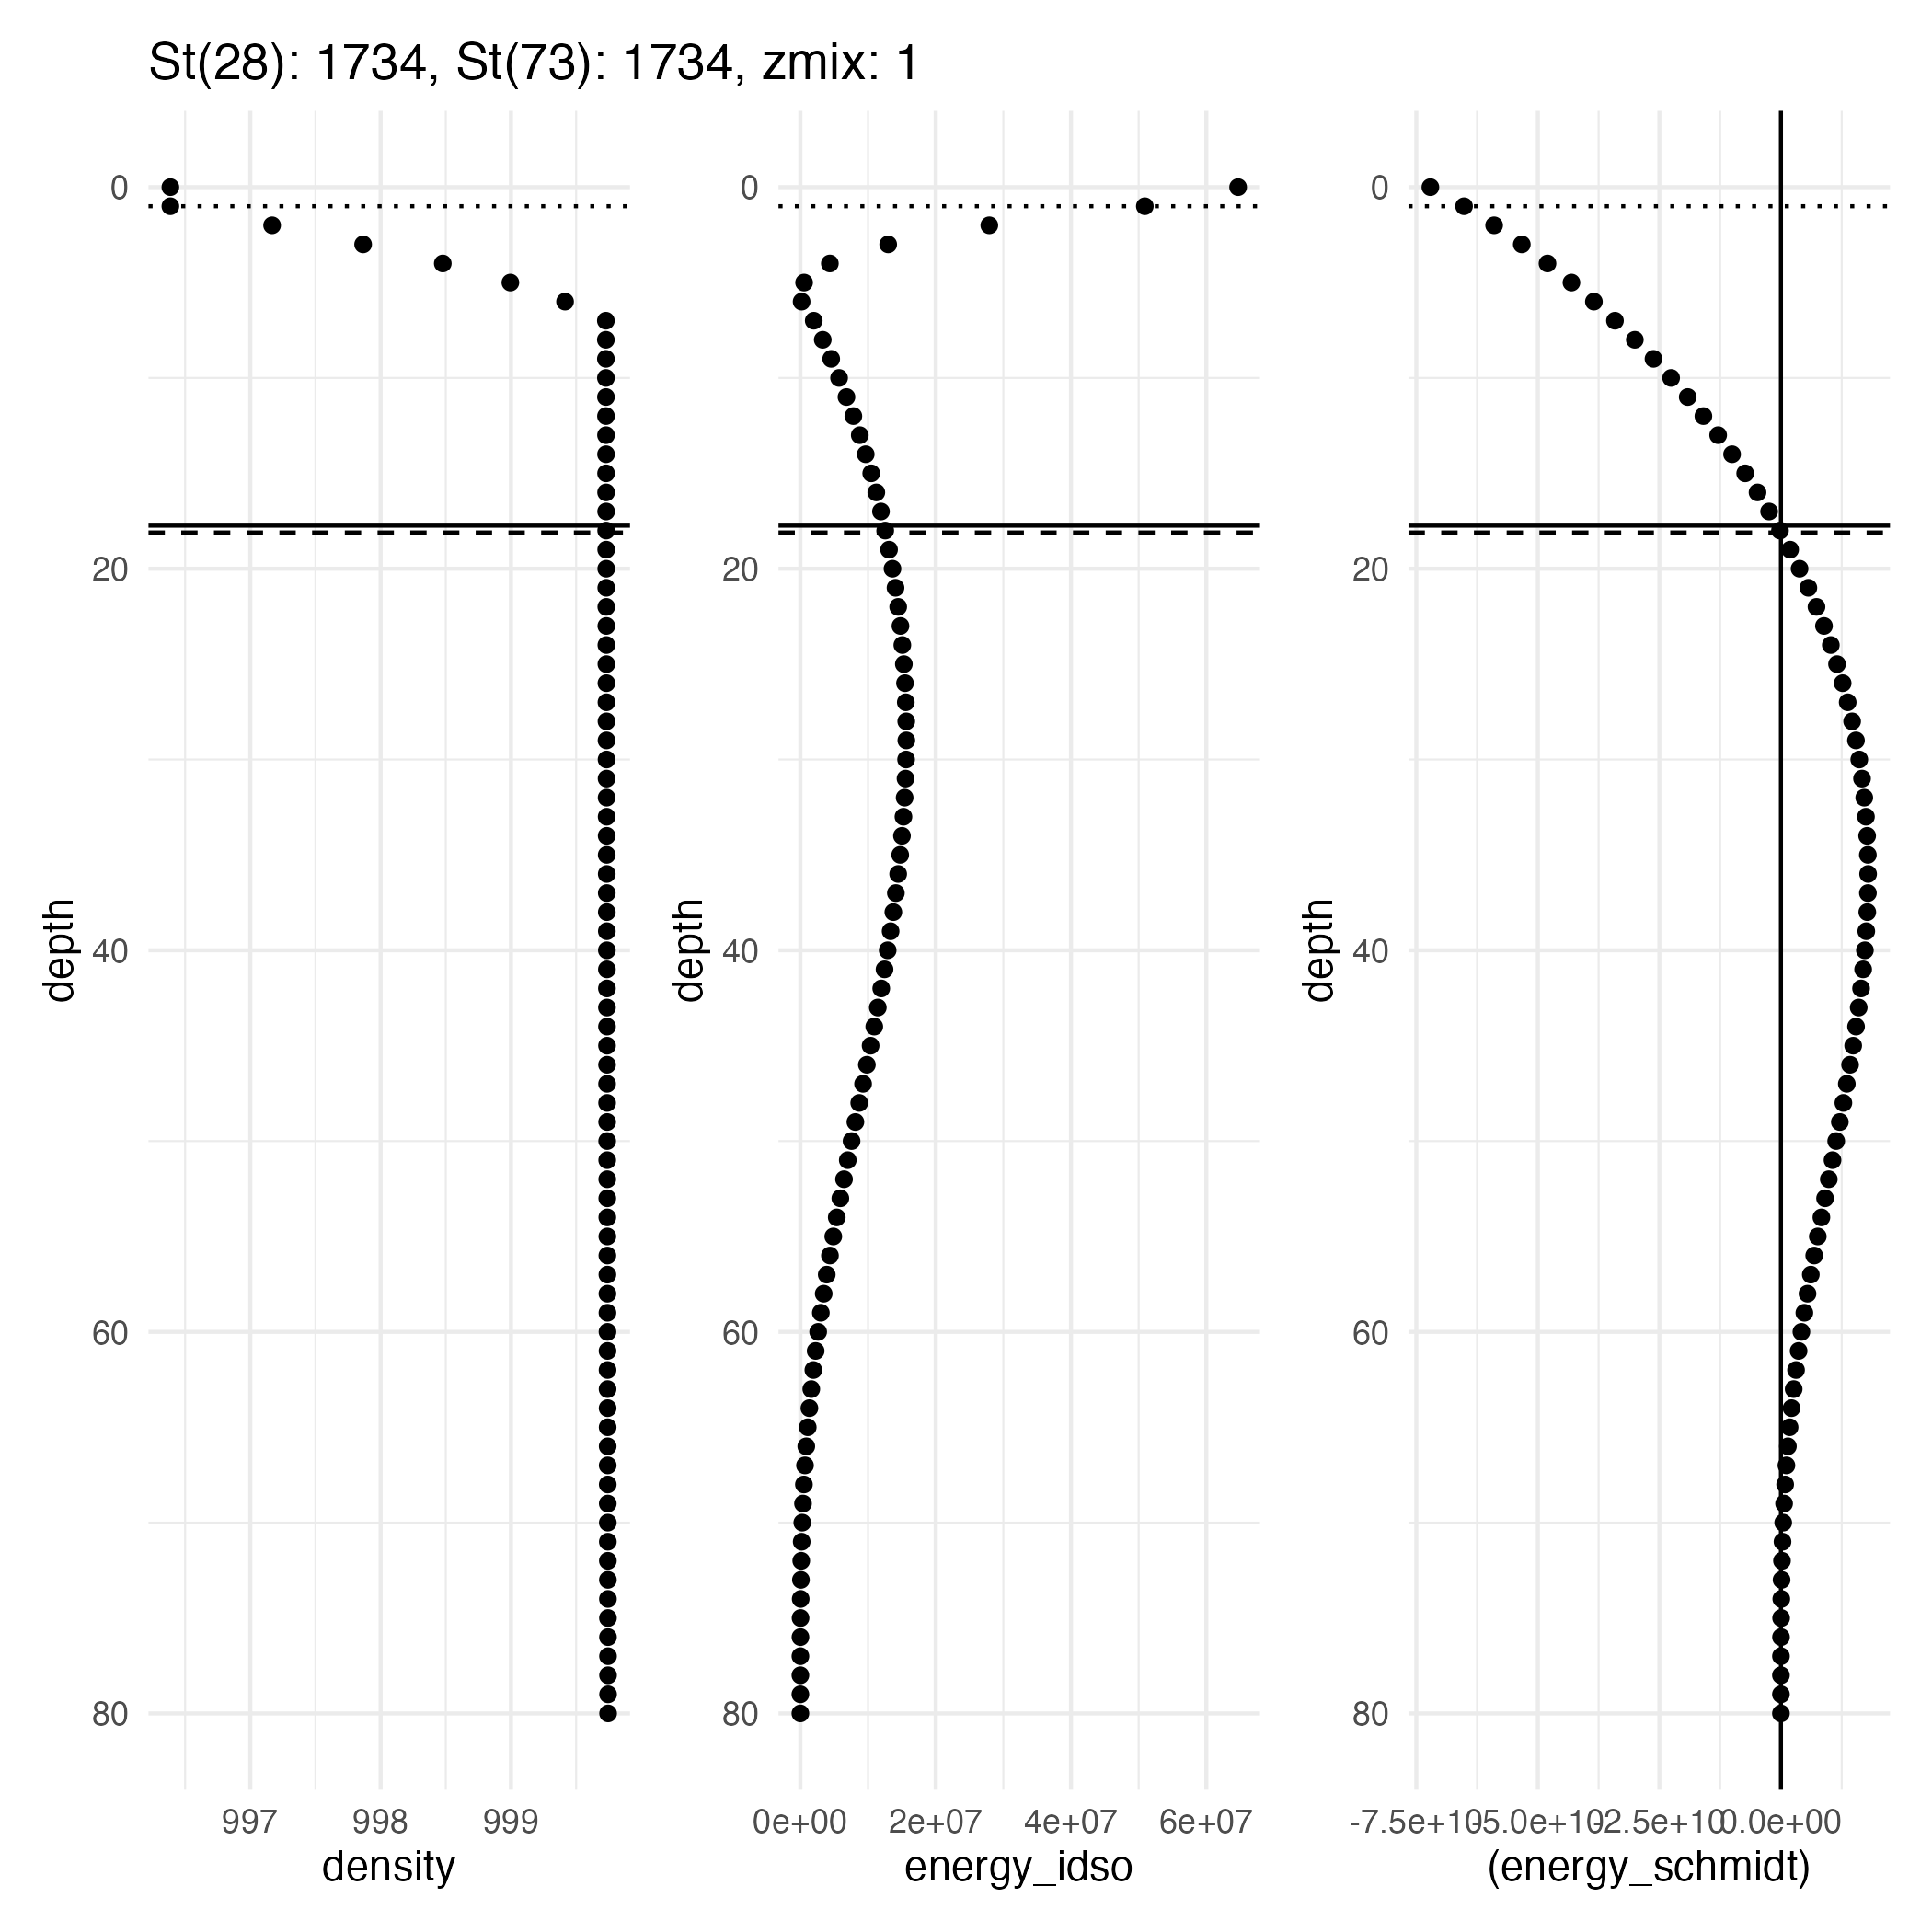 St(28): 1734, St(73): 1734, zmix: 1
depth
0
20
40
60
80
997 998 999
density
depth
0
20
40
60
80
0e+00 2e+07 4e+07 6e+07
energy_idso
depth
0
20
40
60
80
-7.5e+10 -5.0e+10 -2.5e+10 0.0e+00
(energy_schmidt)